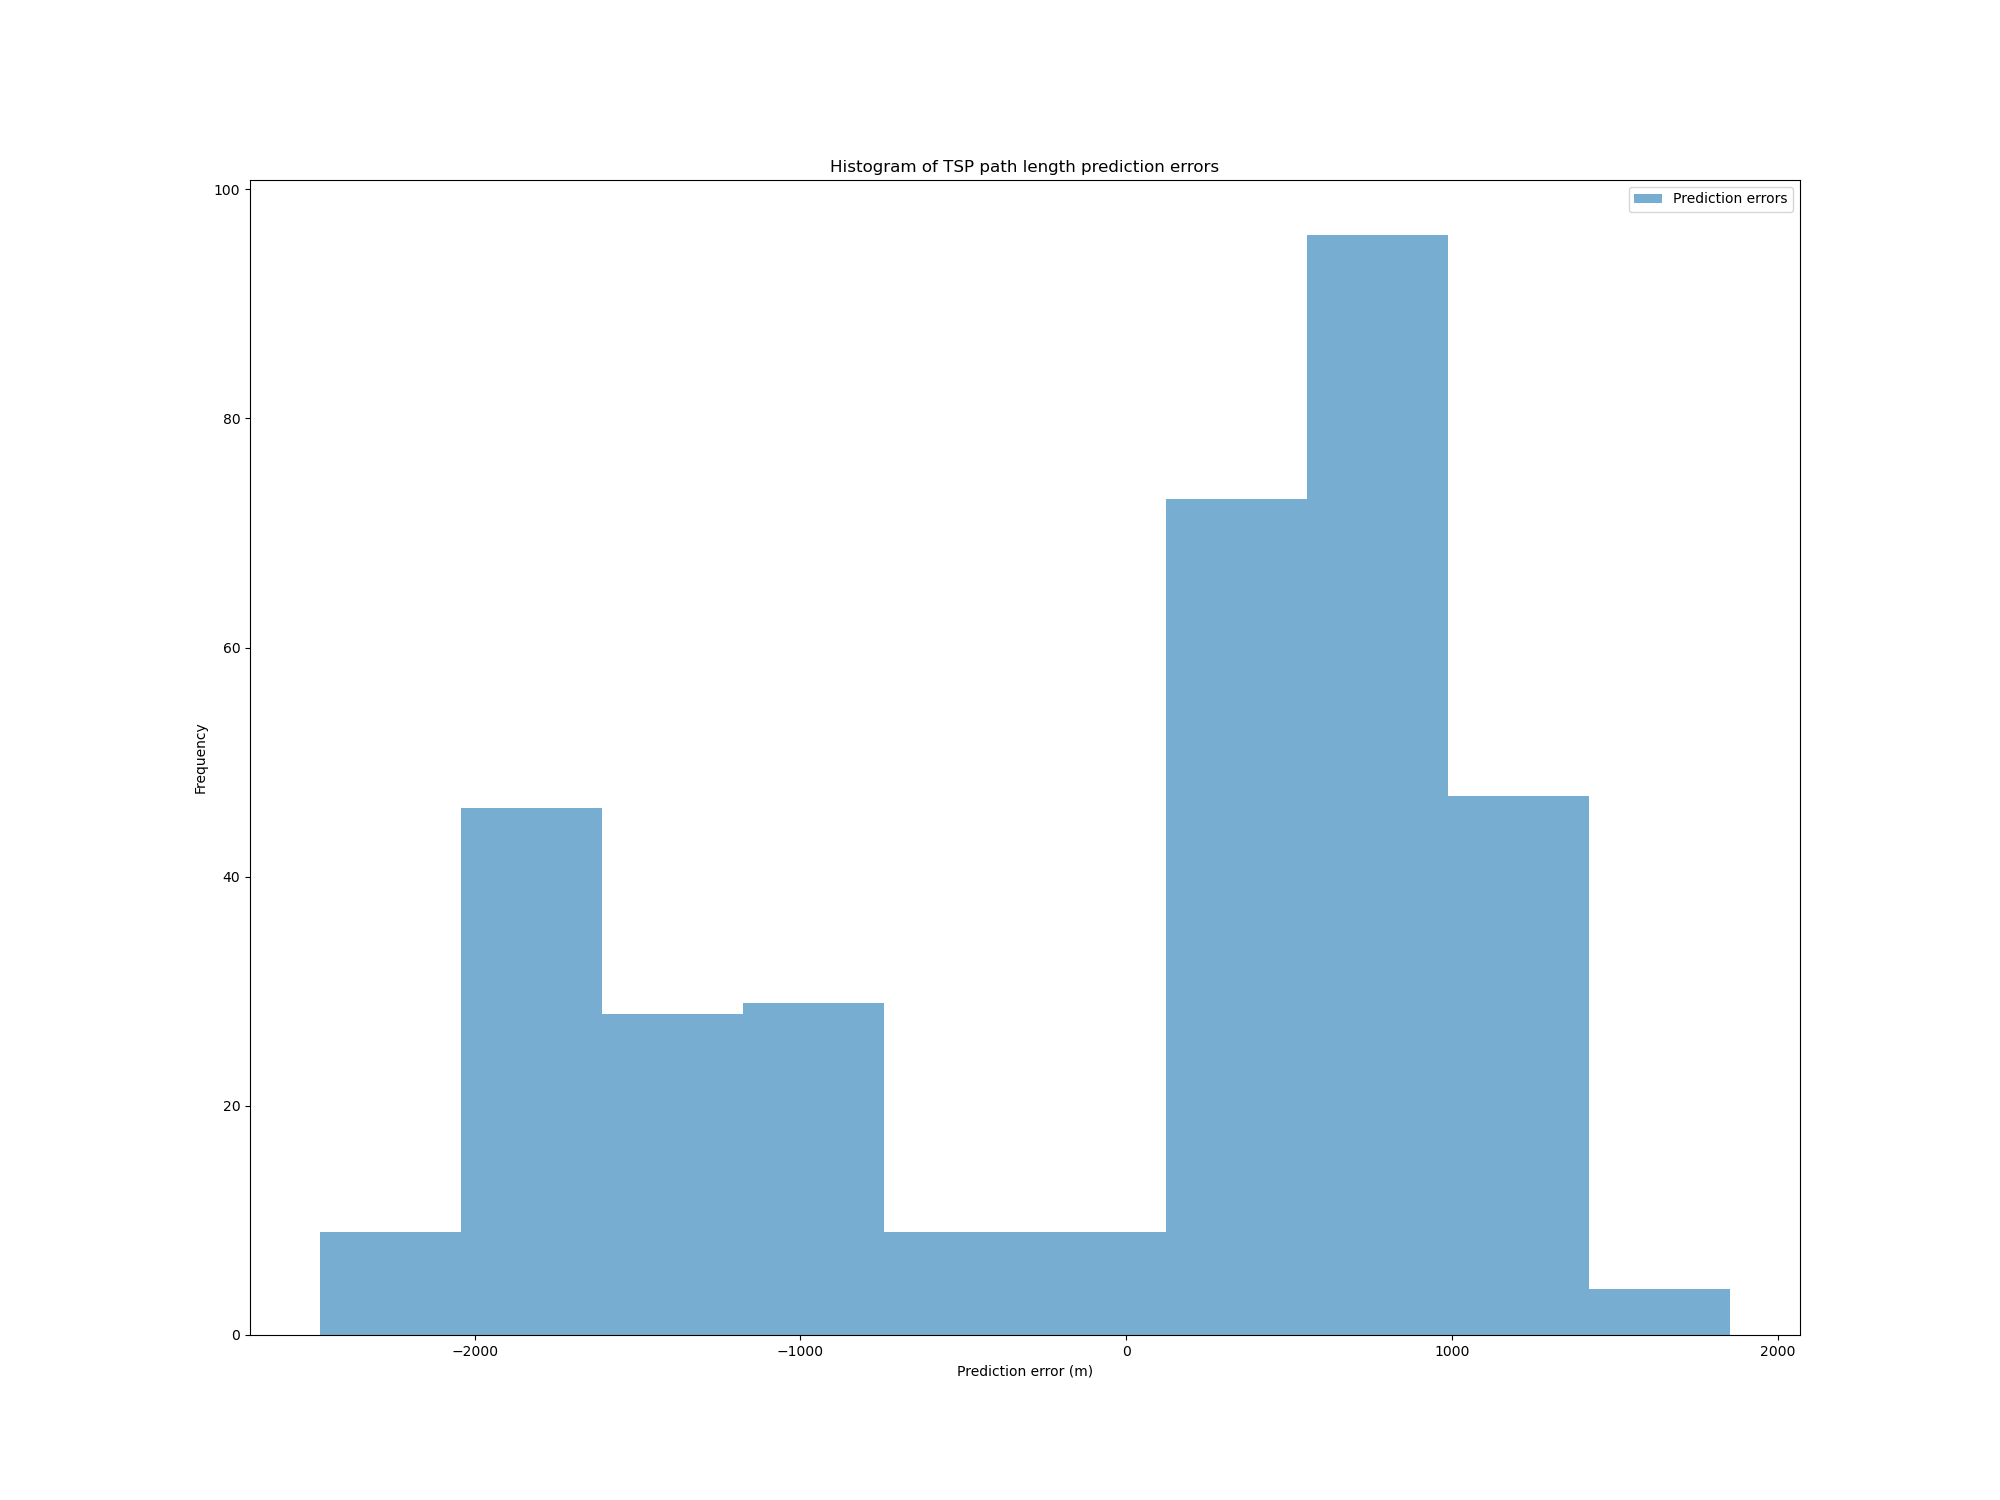 Histogram of TSP path length prediction errors
Prediction errors
100
80
60
40
20
0
Frequency
−2000
−1000
0
1000
2000
Prediction error (m)